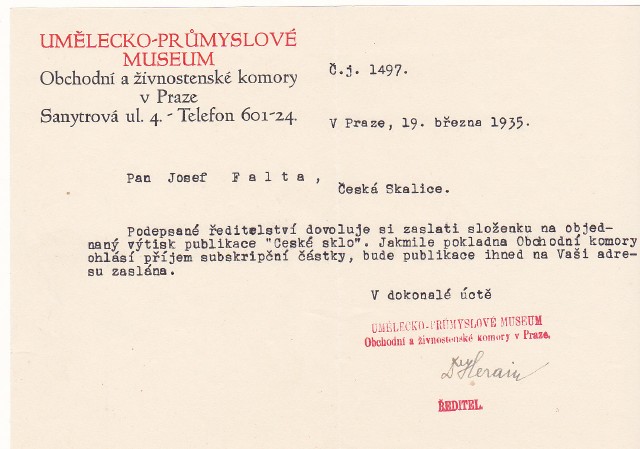 UMĚLECKO-PRŮMYSLOVÉ
MUSEUM
Obchodní a živnostenské komory
v Praze
Sanytrová ul. 4. - Telefon 601-24.
Č.j. 1497.
V Praze, 19. března 1935.
Pan Josef Falta,
Česká Skalice.
Podepsané ředitelství dovoluje si zaslati složenku na objed-
naný výtisk publikace "České sklo". Jakmile pokladna Obchodní komory
ohlásí příjem subskripční částky, bude publikace ihned na Vaši adre-
su zaslána.
V dokonalé úctě
UMĚLECKO-PRŮMYSLOVÉ MUSEUM
Obchodní a živnostenské komory v Praze.
Herain
ŘEDITEL.